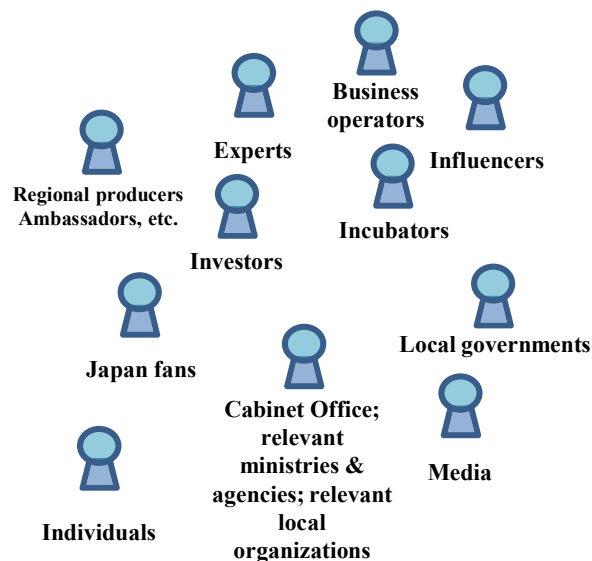 Business
operators
Experts
Influencers
Regional producers
Ambassadors, etc.
Incubators
Investors
Local governments
Japan fans
Cabinet Office;
relevant
ministries &
agencies; relevant
local
organizations
Media
Individuals